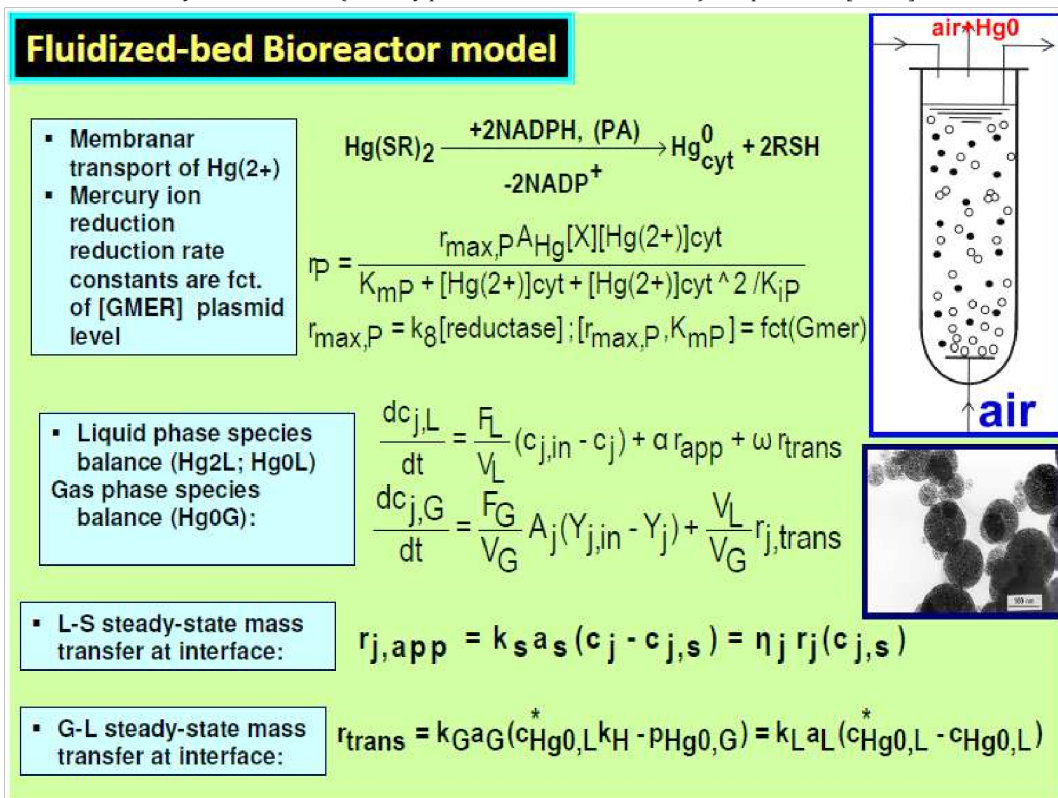 Fluidized-bed Bioreactor model
air+Hg0
▪ Membranar
transport of Hg(2+)
▪ Mercury ion
reduction
reduction rate
constants are fct.
of [GMER] plasmid
level
Hg(SR)2 +2NADPH, (PA) / -2NADP+ → Hg0cyt + 2RSH
rP = rmax,P AHg[X][Hg(2+)]cyt / KmP + [Hg(2+)]cyt + [Hg(2+)]cyt ^ 2 /KiP
rmax,P = k8[reductase] ; [rmax,P , KmP] = fct(Gmer)
air
▪ Liquid phase species
balance (Hg2L; Hg0L)
Gas phase species
balance (Hg0G):
dcj,L / dt = FL / VL (cj,in - cj) + α rapp + ω rtrans
dcj,G / dt = FG / VG Aj(Yj,in - Yj) + VL / VG rj,trans
▪ L-S steady-state mass
transfer at interface:
rj,app = ks as (cj - cj,s) = ηj rj(cj,s)
▪ G-L steady-state mass
transfer at interface:
rtrans = kGaG(c*Hg0,L kH - pHg0,G) = kLaL(c*Hg0,L - cHg0,L)